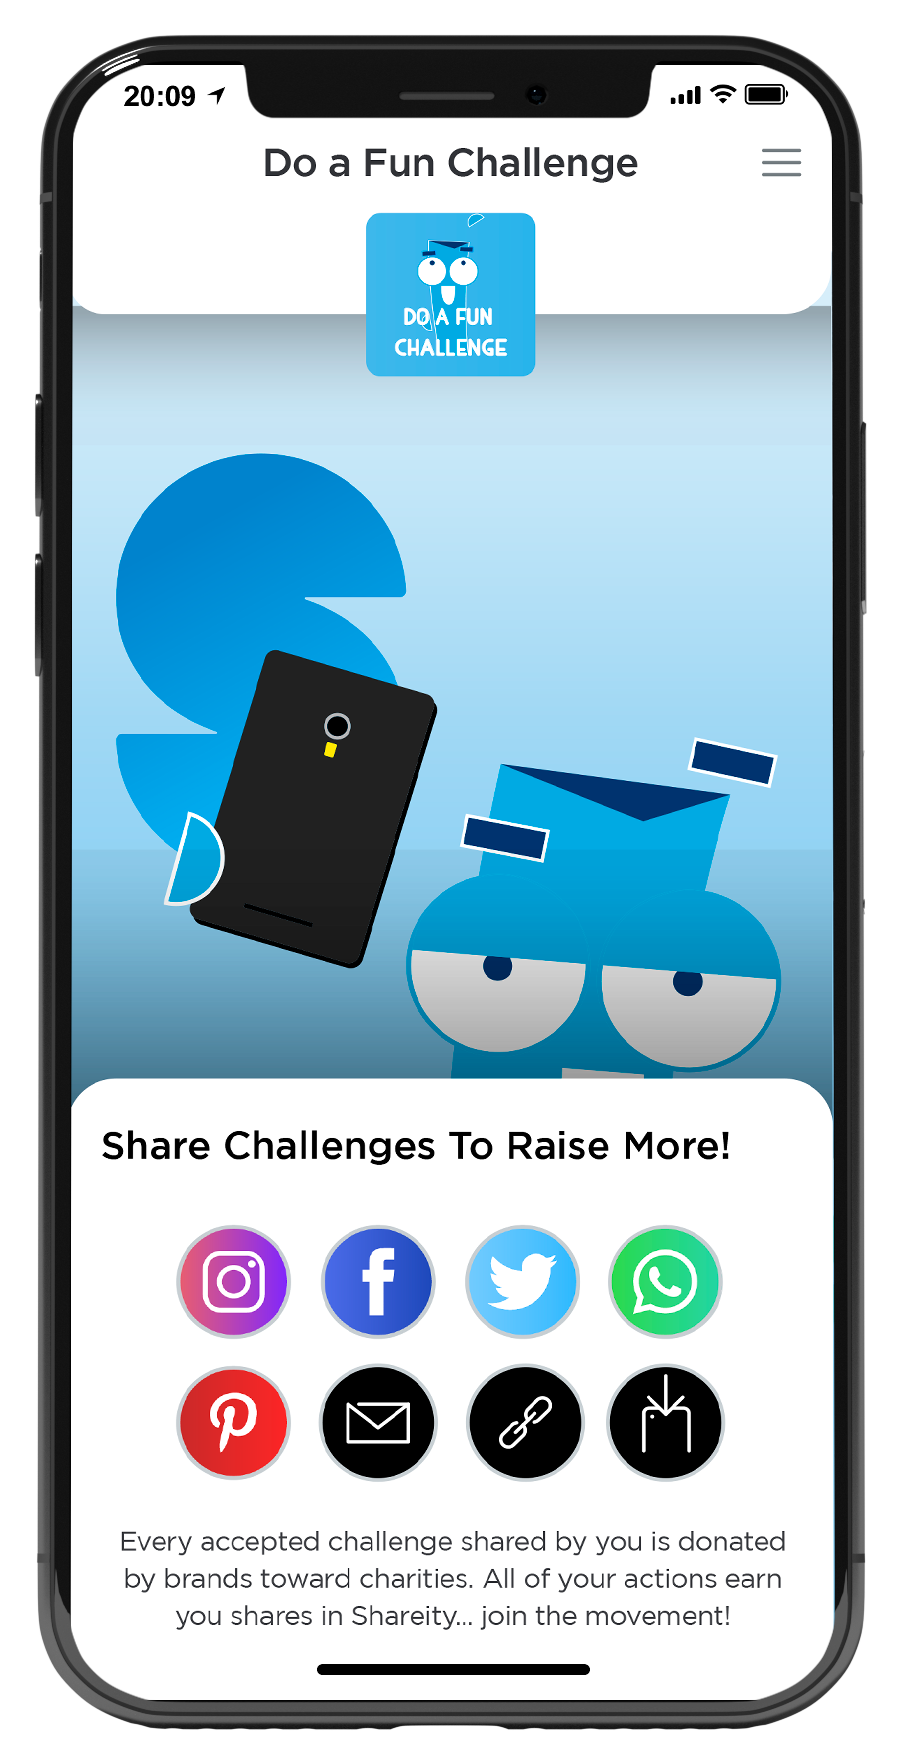 20:09
Do a Fun Challenge
DO A FUN
CHALLENGE
Share Challenges To Raise More!
Every accepted challenge shared by you is donated
by brands toward charities. All of your actions earn
you shares in Shareity... join the movement!